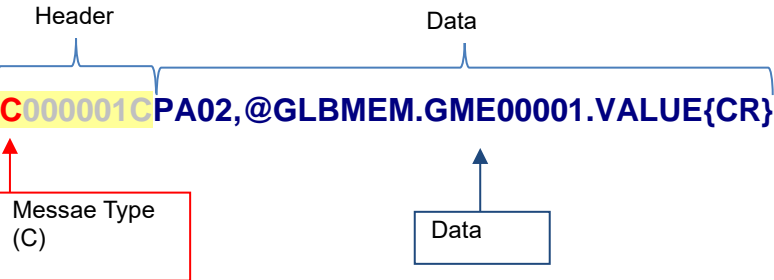 Header
Data
C000001CPA02,@GLBMEM.GME00001.VALUE{CR}
Messae Type
(C)
Data